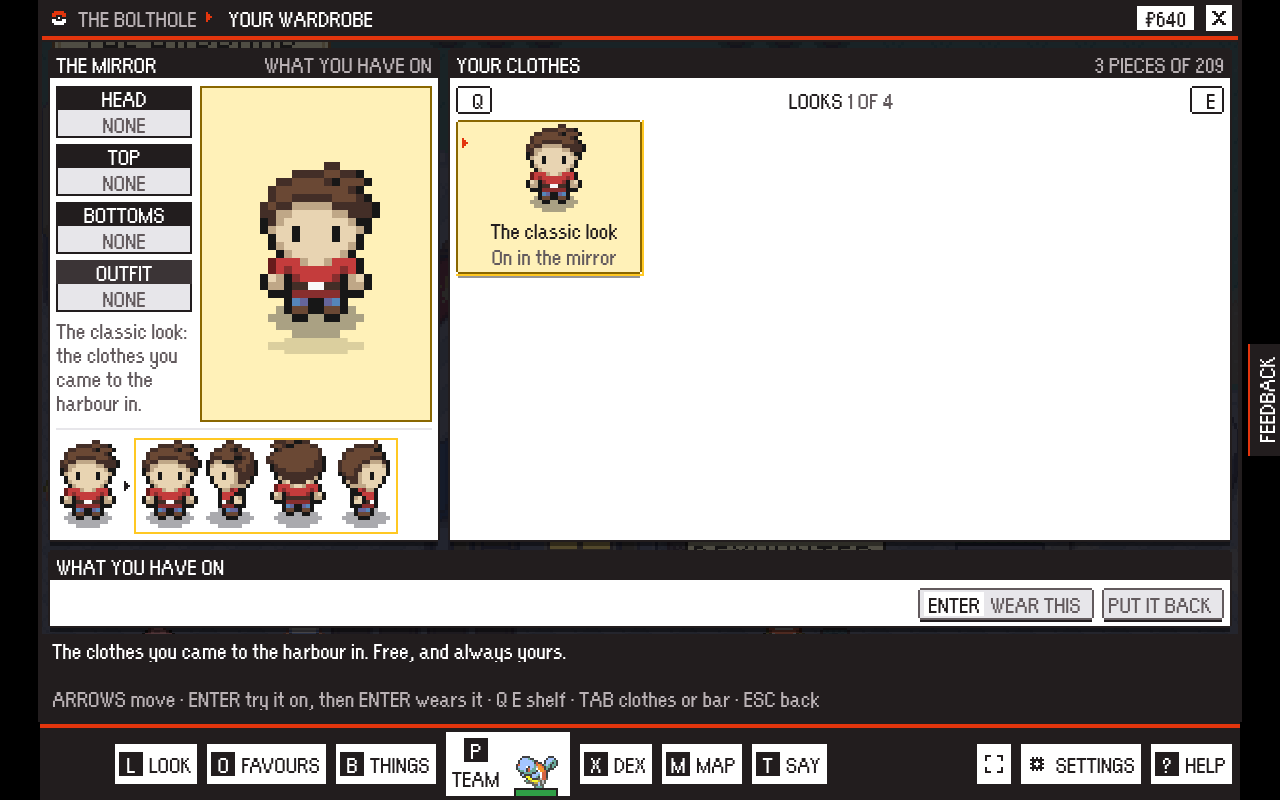 THE BOLTHOLE YOUR WARDROBE ₽640 X
THE MIRROR WHAT YOU HAVE ON
YOUR CLOTHES 3 PIECES OF 209
HEAD
NONE
TOP
NONE
BOTTOMS
NONE
OUTFIT
NONE
The classic look:
the clothes you
came to the
harbour in.
Q LOOKS 1 OF 4 E
The classic look
On in the mirror
FEEDBACK
WHAT YOU HAVE ON
ENTER WEAR THIS PUT IT BACK
The clothes you came to the harbour in. Free, and always yours.
ARROWS move · ENTER try it on, then ENTER wears it · Q E shelf · TAB clothes or bar · ESC back
L LOOK O FAVOURS B THINGS P TEAM X DEX M MAP T SAY SETTINGS ? HELP